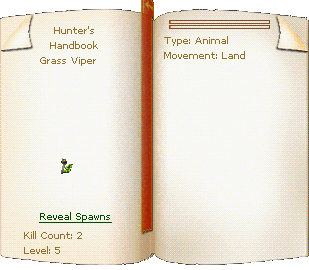 Hunter's
Handbook
Grass Viper
Reveal Spawns
Kill Count: 2
Level: 5
Type: Animal
Movement: Land